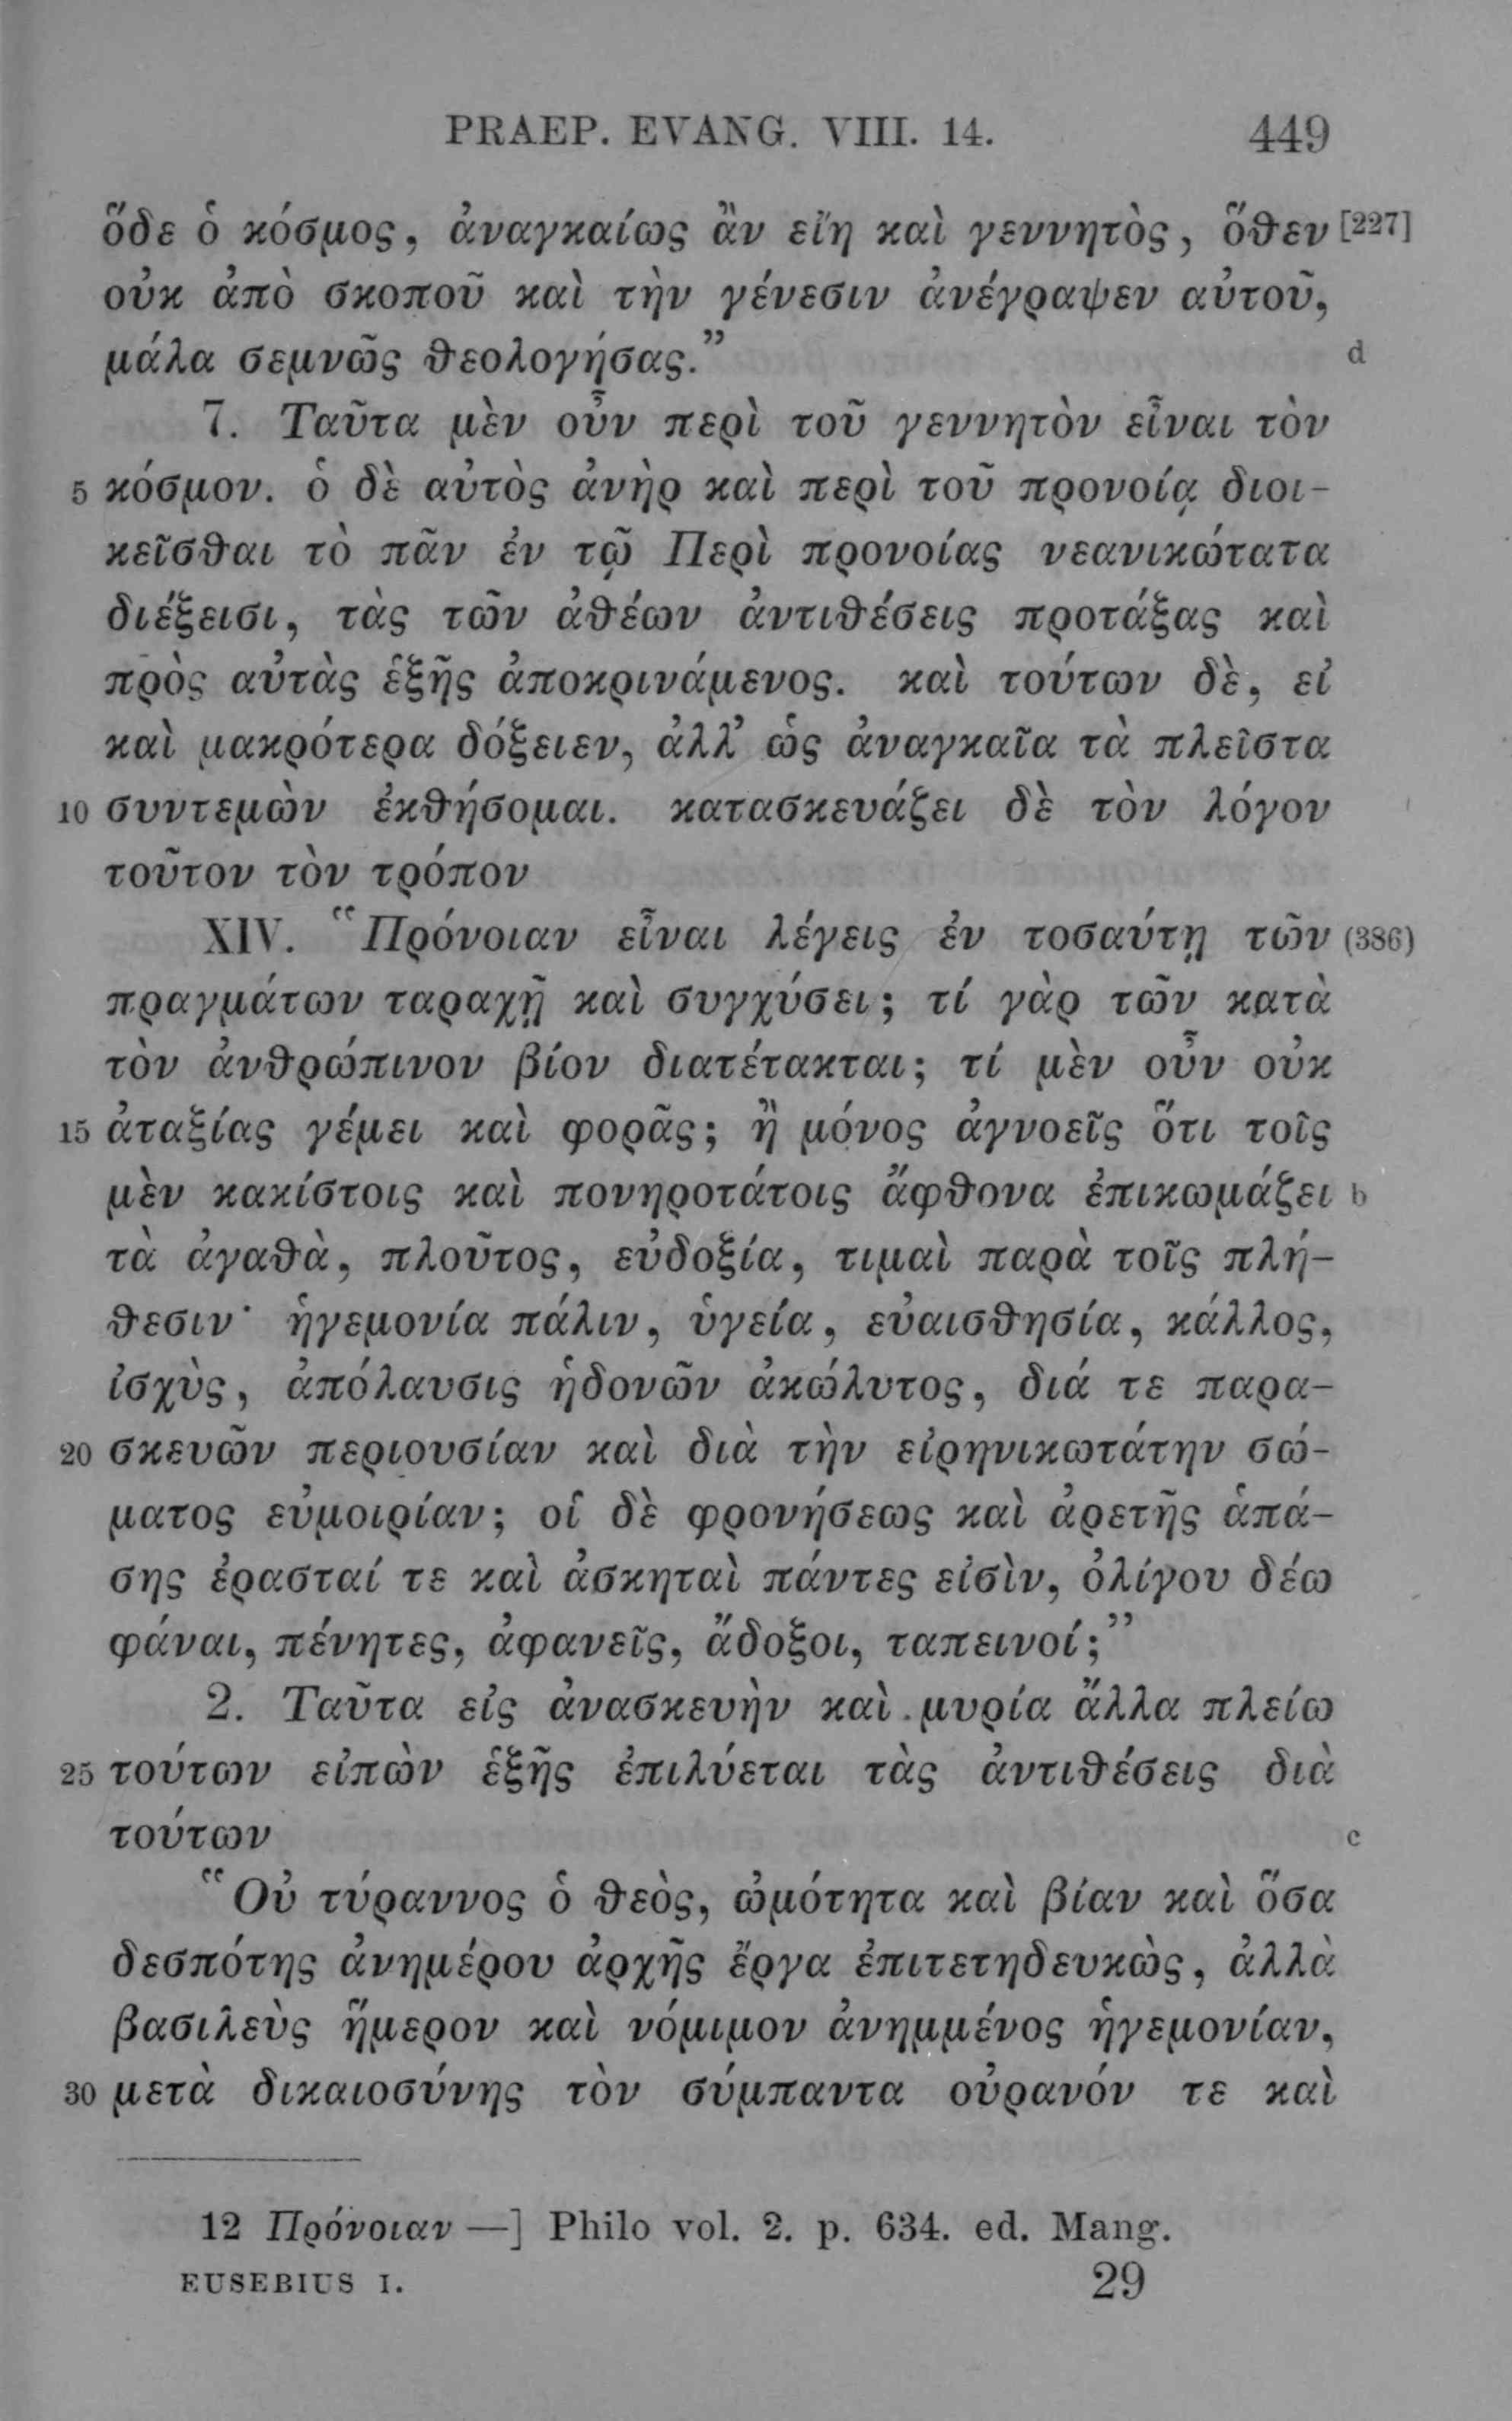 PRAEP. EVANG. VIII. 14. 449
ὅδε ὁ κόσμος, ἀναγκαίως ἂν εἴη καὶ γεννητὸς, ὅθεν [227]
οὐκ ἀπὸ σκοποῦ καὶ τὴν γένεσιν ἀνέγραψεν αὐτοῦ,
μάλα σεμνῶς θεολογήσας.” d
7. Ταῦτα μὲν οὖν περὶ τοῦ γεννητὸν εἶναι τὸν
5 κόσμον. ὁ δὲ αὐτὸς ἀνὴρ καὶ περὶ τοῦ προνοίᾳ διοι-
κεῖσθαι τὸ πᾶν ἐν τῷ Περὶ προνοίας νεανικώτατα
διέξεισι, τὰς τῶν ἀθέων ἀντιθέσεις προτάξας καὶ
πρὸς αὐτὰς ἑξῆς ἀποκρινάμενος. καὶ τούτων δὲ, εἰ
καὶ μακρότερα δόξειεν, ἀλλ’ ὡς ἀναγκαῖα τὰ πλεῖστα
10 συντεμὼν ἐκθήσομαι. κατασκευάζει δὲ τὸν λόγον
τοῦτον τὸν τρόπον
XIV. “Πρόνοιαν εἶναι λέγεις ἐν τοσαύτῃ τῶν (386)
πραγμάτων ταραχῇ καὶ συγχύσει; τί γὰρ τῶν κατὰ
τὸν ἀνθρώπινον βίον διατέτακται; τί μὲν οὖν οὐκ
15 ἀταξίας γέμει καὶ φορᾶς; ἢ μόνος ἀγνοεῖς ὅτι τοῖς
μὲν κακίστοις καὶ πονηροτάτοις ἄφθονα ἐπικωμάζει b
τὰ ἀγαθὰ, πλοῦτος, εὐδοξία, τιμαὶ παρὰ τοῖς πλή-
θεσιν· ἡγεμονία πάλιν, ὑγεία, εὐαισθησία, κάλλος,
ἰσχὺς, ἀπόλαυσις ἡδονῶν ἀκώλυτος, διά τε παρα-
20 σκευῶν περιουσίαν καὶ διὰ τὴν εἰρηνικωτάτην σώ-
ματος εὐμοιρίαν; οἱ δὲ φρονήσεως καὶ ἀρετῆς ἁπά-
σης ἐρασταί τε καὶ ἀσκηταὶ πάντες εἰσὶν, ὀλίγου δέω
φάναι, πένητες, ἀφανεῖς, ἄδοξοι, ταπεινοί;”
2. Ταῦτα εἰς ἀνασκευὴν καὶ μυρία ἄλλα πλείω
25 τούτων εἰπὼν ἑξῆς ἐπιλύεται τὰς ἀντιθέσεις διὰ
τούτων c
“Οὐ τύραννος ὁ θεὸς, ὠμότητα καὶ βίαν καὶ ὅσα
δεσπότης ἀνημέρου ἀρχῆς ἔργα ἐπιτετηδευκὼς, ἀλλὰ
βασιλεὺς ἥμερον καὶ νόμιμον ἀνημμένος ἡγεμονίαν,
30 μετὰ δικαιοσύνης τὸν σύμπαντα οὐρανόν τε καὶ
12 Πρόνοιαν —] Philo vol. 2. p. 634. ed. Mang.
EUSEBIUS I. 29